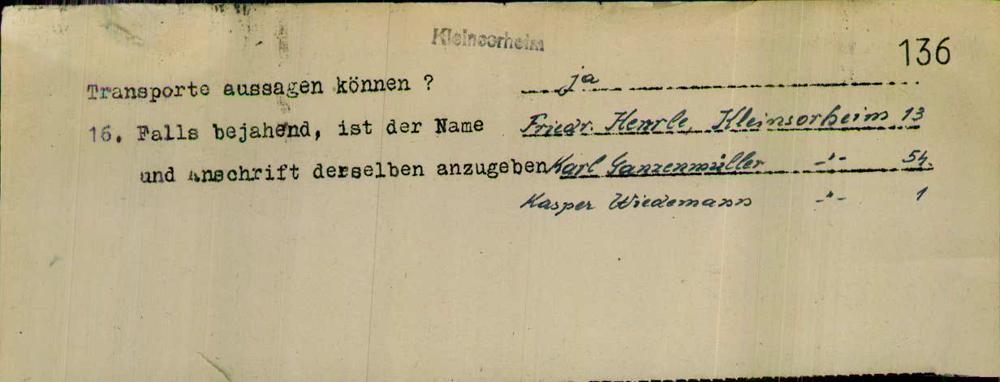 Kleinsorheim
136
Transporte aussagen können ? ja
16. Falls bejahend, ist der Name Friedr. Henrle, Kleinsorheim 13
und Anschrift derselben anzugeben Karl Ganzenmüller -"- 54.
Kasper Wiedemann -"- 1